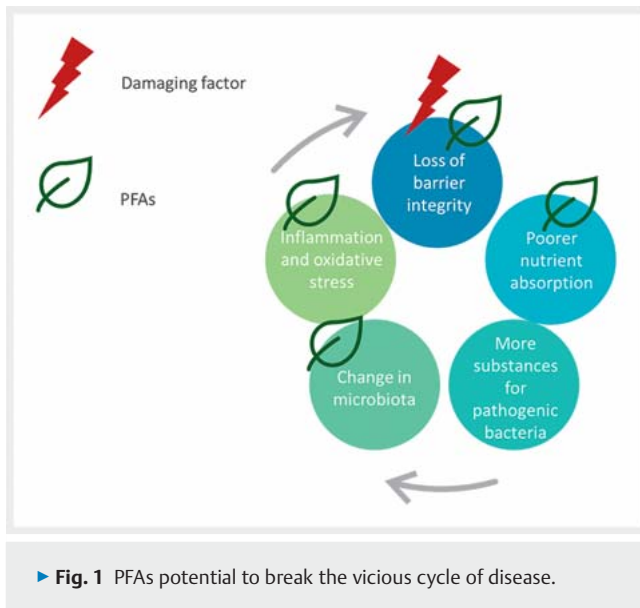 Damaging factor
PFAs
Loss of
barrier
integrity
Poorer
nutrient
absorption
More
substances
for
pathogenic
bacteria
Change in
microbiota
Inflammation
and oxidative
stress
► Fig. 1 PFAs potential to break the vicious cycle of disease.